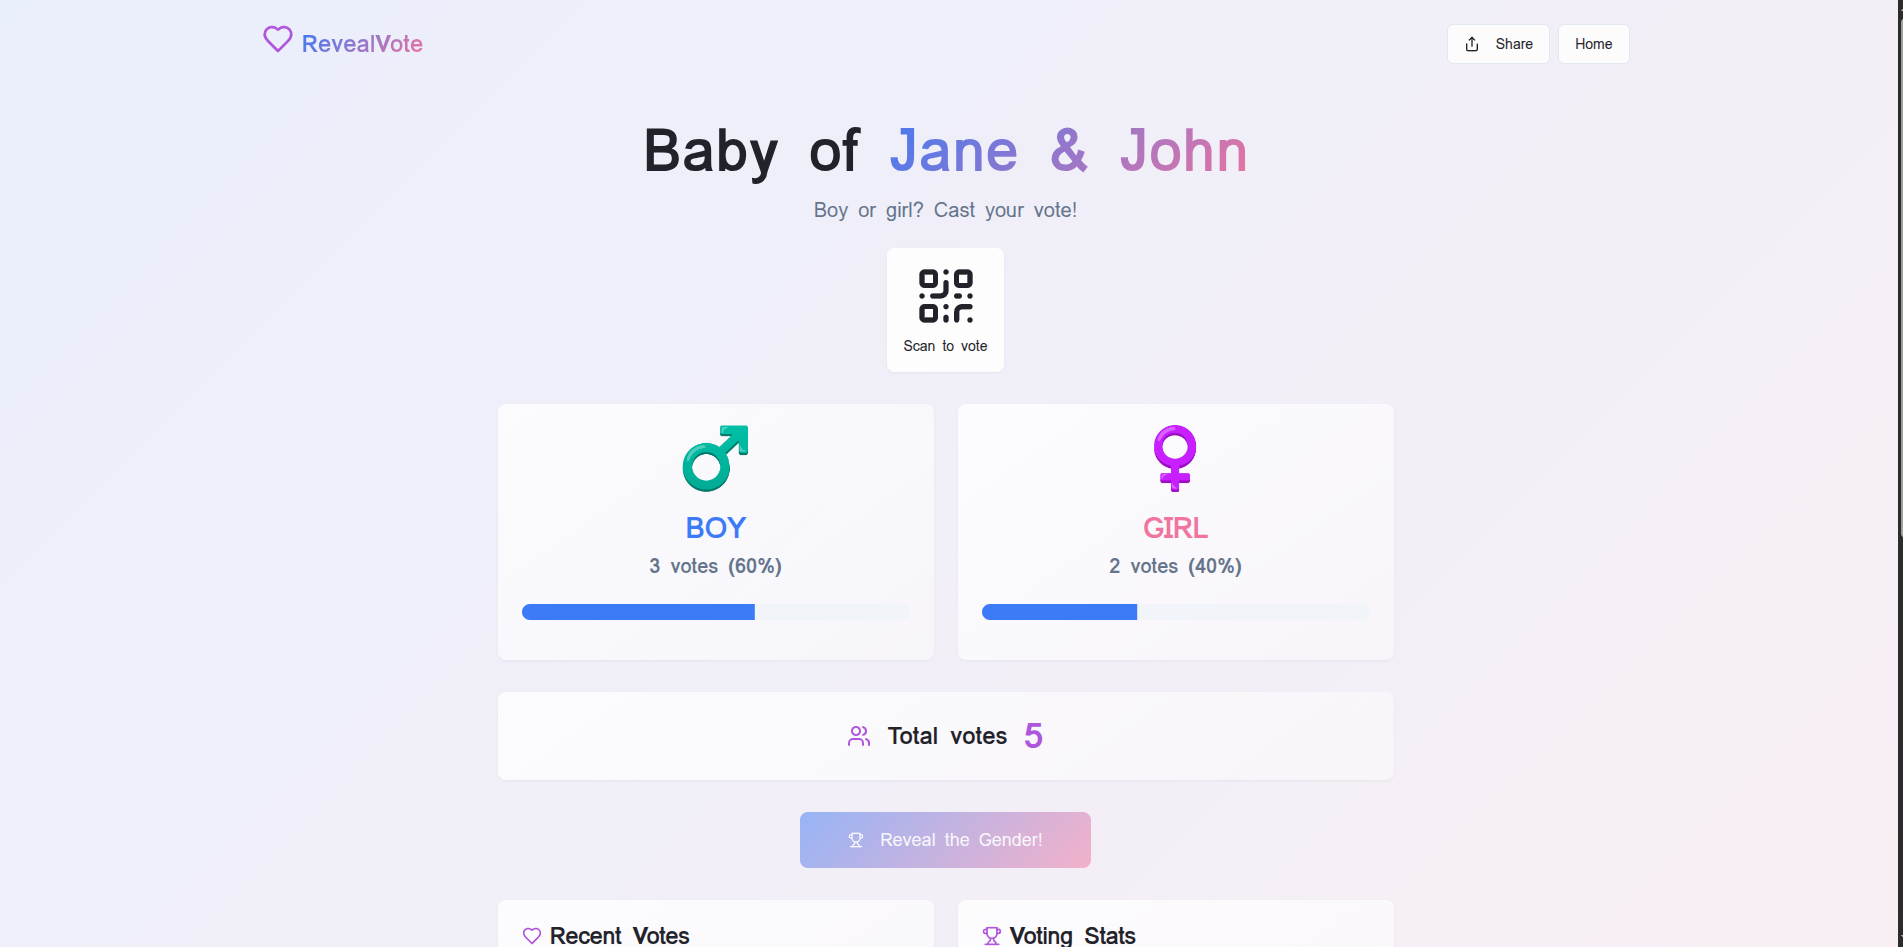 RevealVote
Share
Home
Baby of Jane & John
Boy or girl? Cast your vote!
Scan to vote
BOY
3 votes (60%)
GIRL
2 votes (40%)
Total votes 5
Reveal the Gender!
Recent Votes
Voting Stats